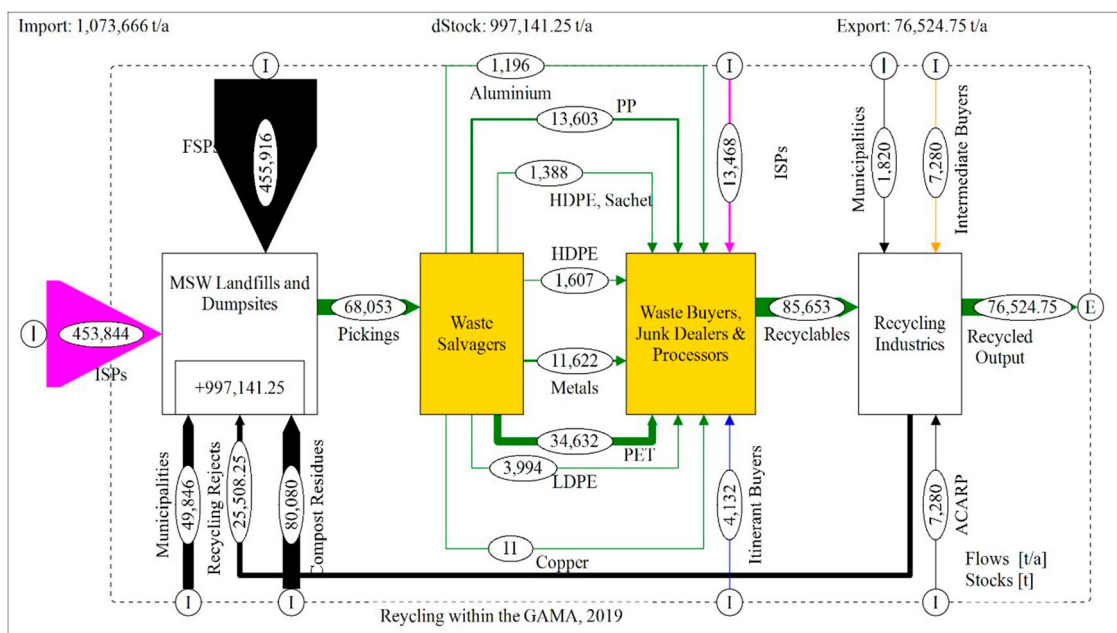 Import: 1,073,666 t/a
dStock: 997,141.25 t/a
Export: 76,524.75 t/a
I
I
I
I
1,196
Aluminium
PP
13,603
FSPs
455,916
1,388
HDPE, Sachet
13,468
ISPs
Municipalities
1,820
7,280
Intermediate Buyers
HDPE
1,607
MSW Landfills and
Dumpsites
68,053
Pickings
Waste
Salvagers
Waste Buyers,
Junk Dealers &
Processors
85,653
Recyclables
Recycling
Industries
76,524.75
Recycled
Output
E
I
453,844
ISPs
+997,141.25
11,622
Metals
34,632
PET
3,994
LDPE
11
Copper
Municipalities
49,846
Recycling Rejects
25,508.25
80,080
Compost Residues
4,132
Itinerant Buyers
7,280
ACARP
Flows [t/a]
Stocks [t]
I
I
I
I
Reycling within the GAMA, 2019